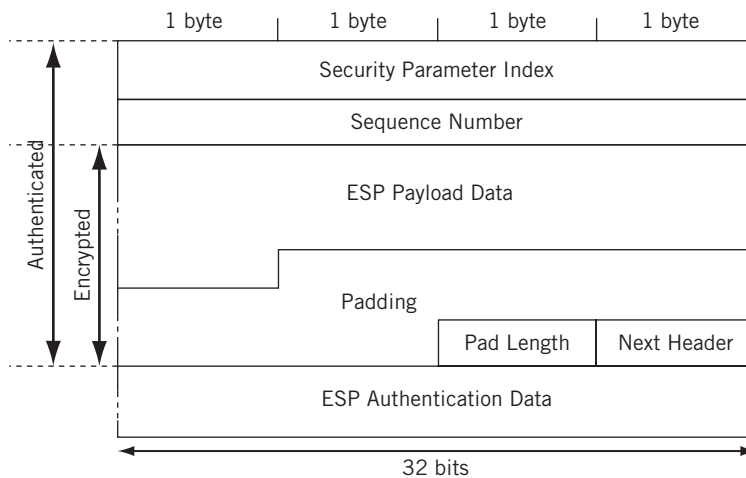 1 byte 1 byte 1 byte 1 byte
Security Parameter Index
Sequence Number
ESP Payload Data
Authenticated
Encrypted
Padding
Pad Length Next Header
ESP Authentication Data
32 bits